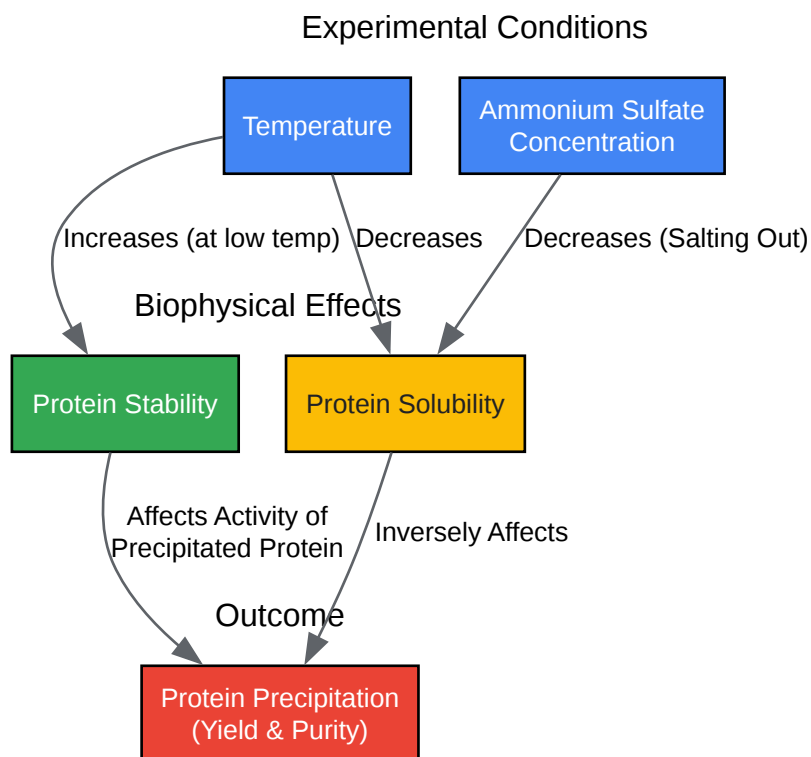 Experimental Conditions
Temperature
Ammonium Sulfate
Concentration
Increases (at low temp)
Decreases
Decreases (Salting Out)
Biophysical Effects
Protein Stability
Protein Solubility
Affects Activity of
Precipitated Protein
Inversely Affects
Outcome
Protein Precipitation
(Yield & Purity)